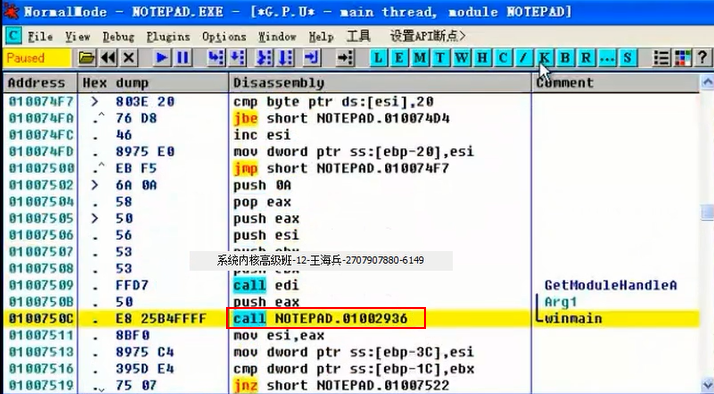 NormalMode - NOTEPAD.EXE - [*G.P.U* - main thread, module NOTEPAD]
C File View Debug Plugins Options Window Help 工具 设置API断点>
Paused L E M T W H C / K B R ... S ?
Address Hex dump Disassembly Comment
010074F7 > 803E 20 cmp byte ptr ds:[esi],20
010074FA .^ 76 D8 jbe short NOTEPAD.010074D4
010074FC . 46 inc esi
010074FD . 8975 E0 mov dword ptr ss:[ebp-20],esi
01007500 .^ EB F5 jmp short NOTEPAD.010074F7
01007502 > 6A 0A push 0A
01007504 . 58 pop eax
01007505 > 50 push eax
01007506 . 56 push esi
01007507 . 53 push ebx
系统内核高级班-12-王海兵-2707907880-6149
01007508 . 53 push ebx
01007509 . FFD7 call edi GetModuleHandleA
0100750B . 50 push eax Arg1
0100750C . E8 25B4FFFF call NOTEPAD.01002936 winmain
01007511 . 8BF0 mov esi,eax
01007513 . 8975 C4 mov dword ptr ss:[ebp-3C],esi
01007516 . 395D E4 cmp dword ptr ss:[ebp-1C],ebx
01007519 .v 75 07 jnz short NOTEPAD.01007522